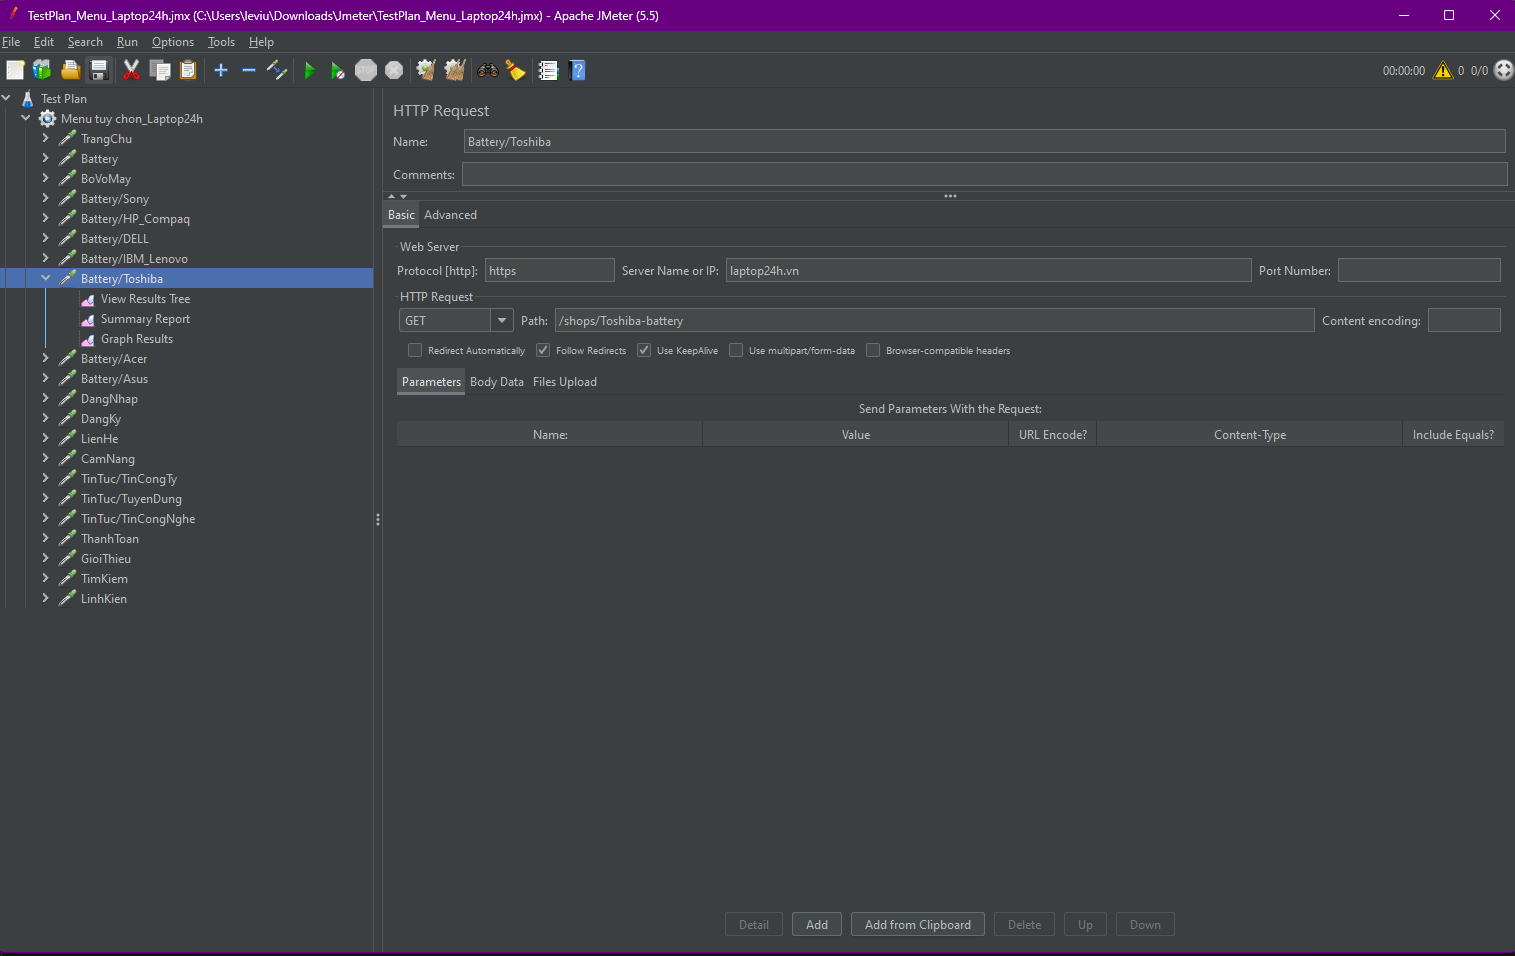 TestPlan_Menu_Laptop24h.jmx (C:\Users\leviu\Downloads\Jmeter\TestPlan_Menu_Laptop24h.jmx) - Apache JMeter (5.5)
File Edit Search Run Options Tools Help
STOP 00:00:00 0 0/0
Test Plan
Menu tuy chon_Laptop24h
TrangChu
Battery
BoVoMay
Battery/Sony
Battery/HP_Compaq
Battery/DELL
Battery/IBM_Lenovo
Battery/Toshiba
View Results Tree
Summary Report
Graph Results
Battery/Acer
Battery/Asus
DangNhap
DangKy
LienHe
CamNang
TinTuc/TinCongTy
TinTuc/TuyenDung
TinTuc/TinCongNghe
ThanhToan
GioiThieu
TimKiem
LinhKien
HTTP Request
Name: Battery/Toshiba
Comments:
Basic Advanced
Web Server
Protocol [http]: https Server Name or IP: laptop24h.vn Port Number:
HTTP Request
GET Path: /shops/Toshiba-battery Content encoding:
Redirect Automatically Follow Redirects Use KeepAlive Use multipart/form-data Browser-compatible headers
Parameters Body Data Files Upload
Send Parameters With the Request:
Name: Value URL Encode? Content-Type Include Equals?
Detail Add Add from Clipboard Delete Up Down